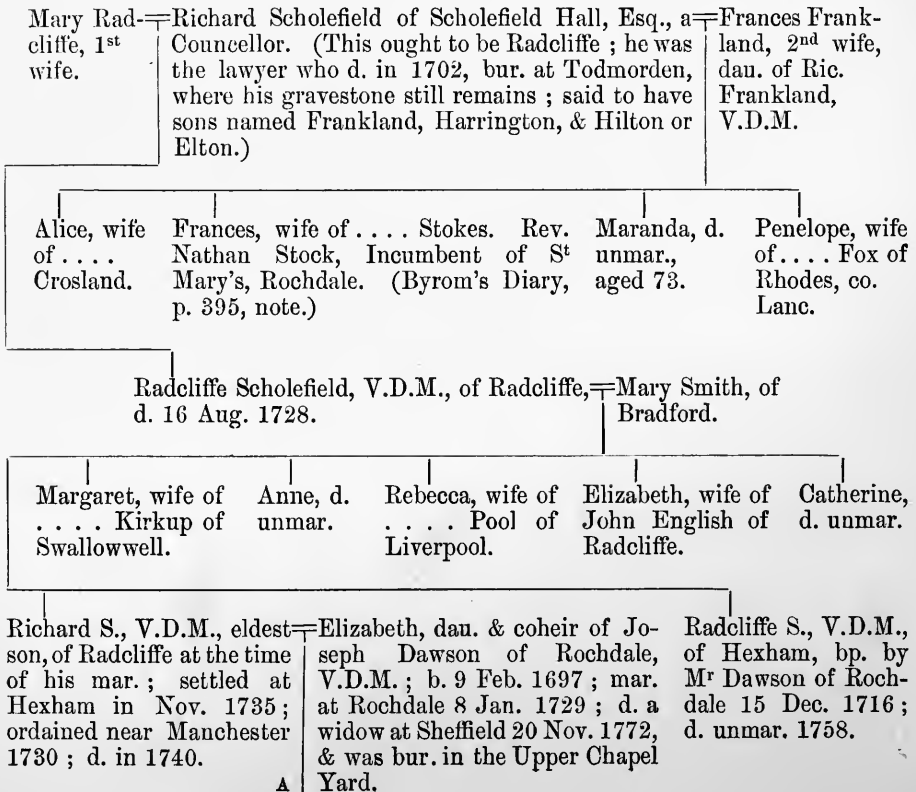 Mary Rad-
cliffe, 1st
wife.
Richard Scholefield of Scholefield Hall, Esq., a
Councellor. (This ought to be Radcliffe ; he was
the lawyer who d. in 1702, bur. at Todmorden,
where his gravestone still remains ; said to have
sons named Frankland, Harrington, & Hilton or
Elton.)
Frances Frank-
land, 2nd wife,
dau. of Ric.
Frankland,
V.D.M.
Alice, wife
of . . . .
Crosland.
Frances, wife of . . . . Stokes. Rev.
Nathan Stock, Incumbent of St
Mary's, Rochdale. (Byrom's Diary,
p. 395, note.)
Maranda, d.
unmar.,
aged 73.
Penelope, wife
of . . . . Fox of
Rhodes, co.
Lanc.
Radcliffe Scholefield, V.D.M., of Radcliffe,
d. 16 Aug. 1728.
Mary Smith, of
Bradford.
Margaret, wife of
. . . . Kirkup of
Swallowwell.
Anne, d.
unmar.
Rebecca, wife of
. . . . Pool of
Liverpool.
Elizabeth, wife of
John English of
Radcliffe.
Catherine,
d. unmar.
Richard S., V.D.M., eldest
son, of Radcliffe at the time
of his mar. ; settled at
Hexham in Nov. 1735 ;
ordained near Manchester
1730 ; d. in 1740.
Elizabeth, dau. & coheir of Jo-
seph Dawson of Rochdale,
V.D.M. ; b. 9 Feb. 1697 ; mar.
at Rochdale 8 Jan. 1729 ; d. a
widow at Sheffield 20 Nov. 1772,
& was bur. in the Upper Chapel
Yard.
A
Radcliffe S., V.D.M.,
of Hexham, bp. by
Mr Dawson of Roch-
dale 15 Dec. 1716 ;
d. unmar. 1758.